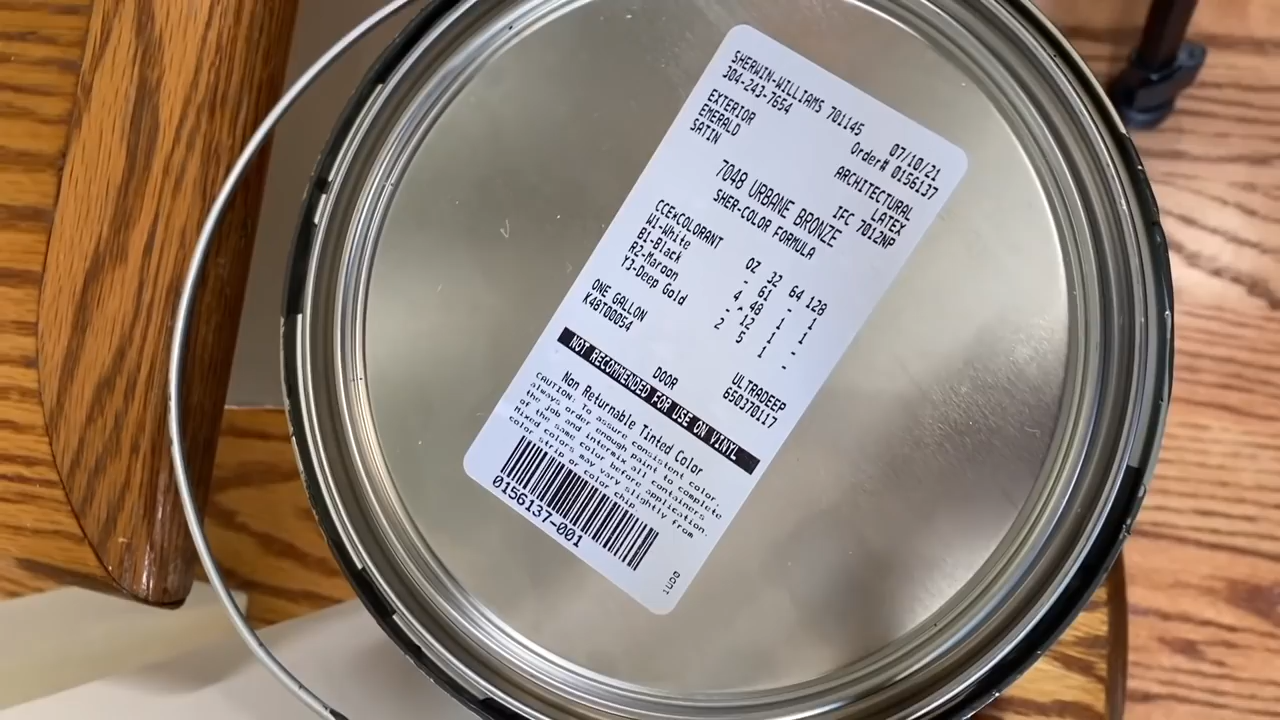 SHERWIN-WILLIAMS 701145 07/10/21
304-243-7654 Order# 0156137
EXTERIOR ARCHITECTURAL
EMERALD LATEX
SATIN IFC 7012NP
7048 URBANE BRONZE
SHER-COLOR FORMULA
CCE*COLORANT OZ 32 64 128
W1-White - 61 - 1
B1-Black 4 48 1 1
R2-Maroon - 12 1 -
Y3-Deep Gold 2 5 1 -
ONE GALLON ULTRADEEP
K48T00054 DOOR 650370117
NOT RECOMMENDED FOR USE ON VINYL
Non Returnable Tinted Color
CAUTION: To assure consistent color,
always order enough paint to complete
the job and intermix all containers
of the same color before application.
Mixed colors may vary slightly from
color strip or color chip.
0156137-001